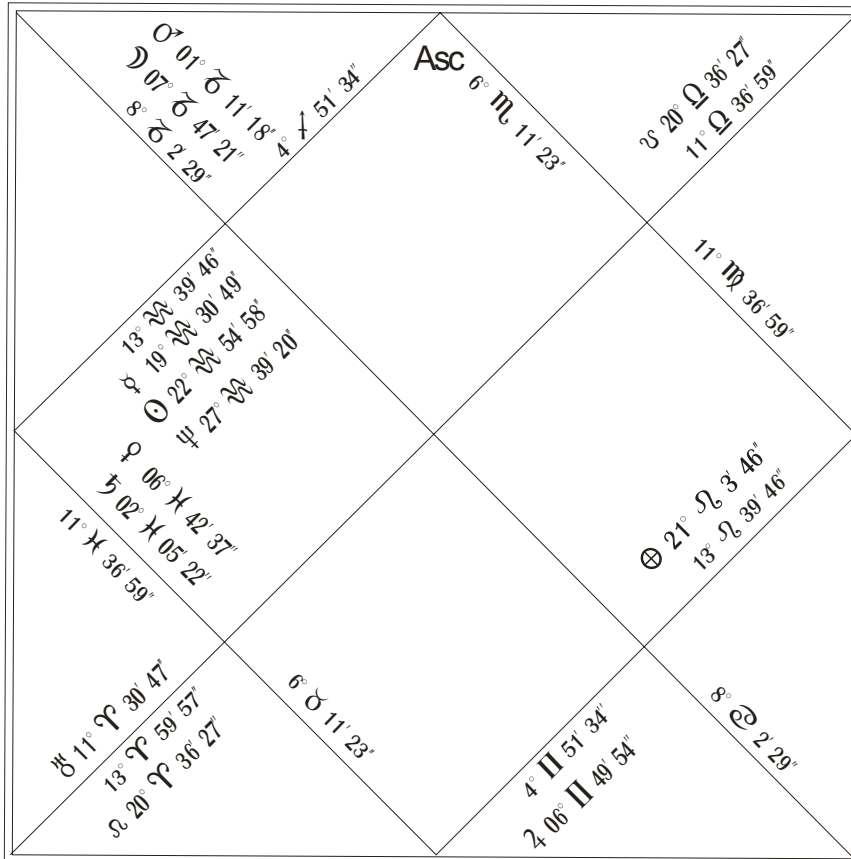 ♂ 01° ♑ 11' 18"
☽ 07° ♑ 47' 21"
8° ♑ 2' 29"
4° ♐ 51' 34"
Asc 6° ♏ 11' 23"
☋ 20° ♎ 36' 27"
11° ♎ 36' 59"
11° ♍ 36' 59"
13° ♒ 39' 46"
☿ 19° ♒ 30' 49"
☉ 22° ♒ 54' 58"
♆ 27° ♒ 39' 20"
♀ 06° ♓ 42' 37"
♄ 02° ♓ 05' 22"
11° ♓ 36' 59"
⊗ 21° ♌ 3' 46"
13° ♌ 39' 46"
♅ 11° ♈ 30' 47"
13° ♈ 59' 57"
☊ 20° ♈ 36' 27"
6° ♉ 11' 23"
4° ♊ 51' 34"
♃ 06° ♊ 49' 54"
8° ♋ 2' 29"